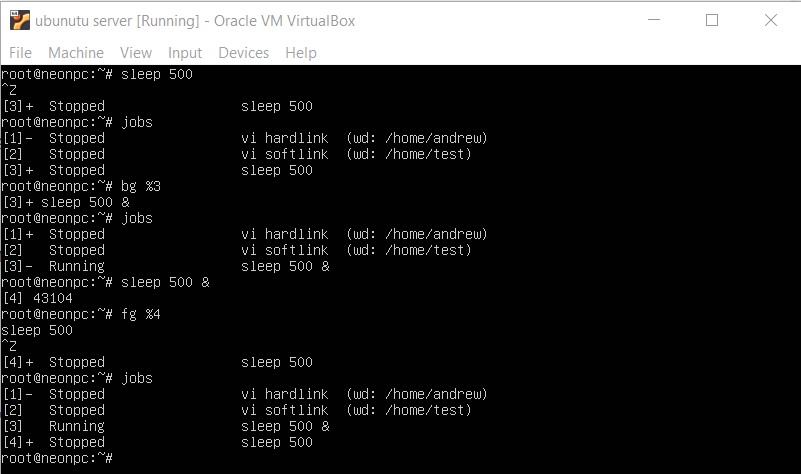 ubunutu server [Running] - Oracle VM VirtualBox
File Machine View Input Devices Help
root@neonpc:~# sleep 500
^Z
[3]+  Stopped                 sleep 500
root@neonpc:~# jobs
[1]-  Stopped                 vi hardlink  (wd: /home/andrew)
[2]   Stopped                 vi softlink  (wd: /home/test)
[3]+  Stopped                 sleep 500
root@neonpc:~# bg %3
[3]+ sleep 500 &
root@neonpc:~# jobs
[1]+  Stopped                 vi hardlink  (wd: /home/andrew)
[2]   Stopped                 vi softlink  (wd: /home/test)
[3]-  Running                 sleep 500 &
root@neonpc:~# sleep 500 &
[4] 43104
root@neonpc:~# fg %4
sleep 500
^Z
[4]+  Stopped                 sleep 500
root@neonpc:~# jobs
[1]-  Stopped                 vi hardlink  (wd: /home/andrew)
[2]   Stopped                 vi softlink  (wd: /home/test)
[3]   Running                 sleep 500 &
[4]+  Stopped                 sleep 500
root@neonpc:~#